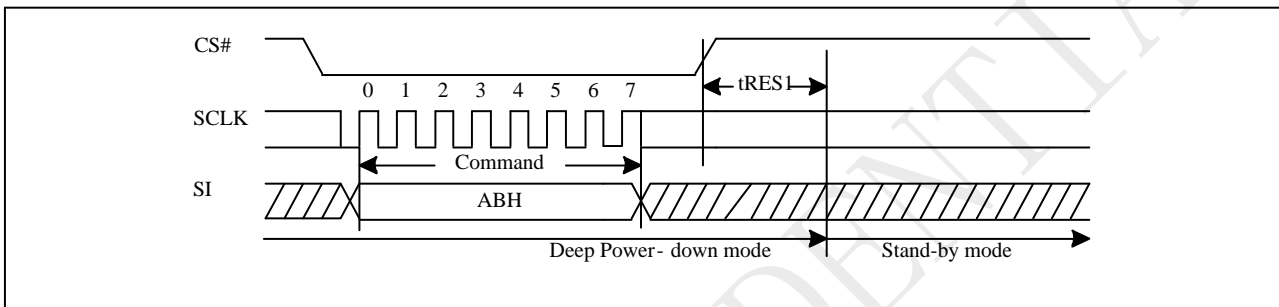 CS#
tRES1
0 1 2 3 4 5 6 7
SCLK
Command
SI
ABH
Deep Power- down mode
Stand-by mode